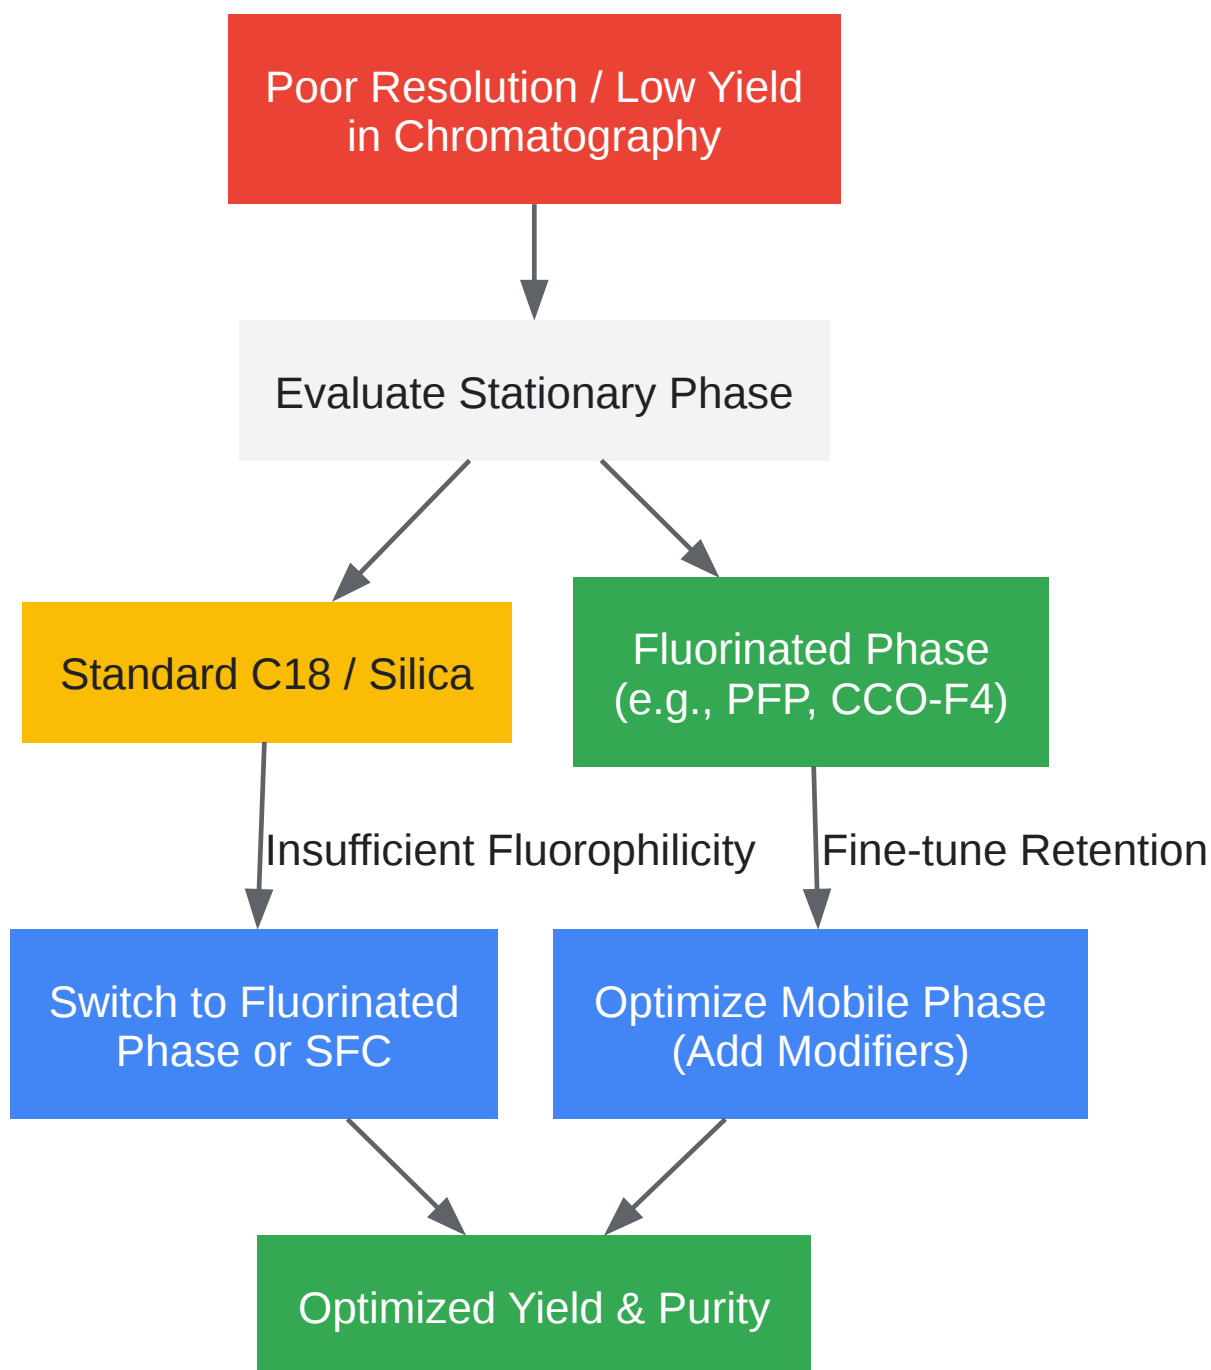 Poor Resolution / Low Yield
in Chromatography
Evaluate Stationary Phase
Standard C18 / Silica
Fluorinated Phase
(e.g., PFP, CCO-F4)
Insufficient Fluorophilicity
Fine-tune Retention
Switch to Fluorinated
Phase or SFC
Optimize Mobile Phase
(Add Modifiers)
Optimized Yield & Purity